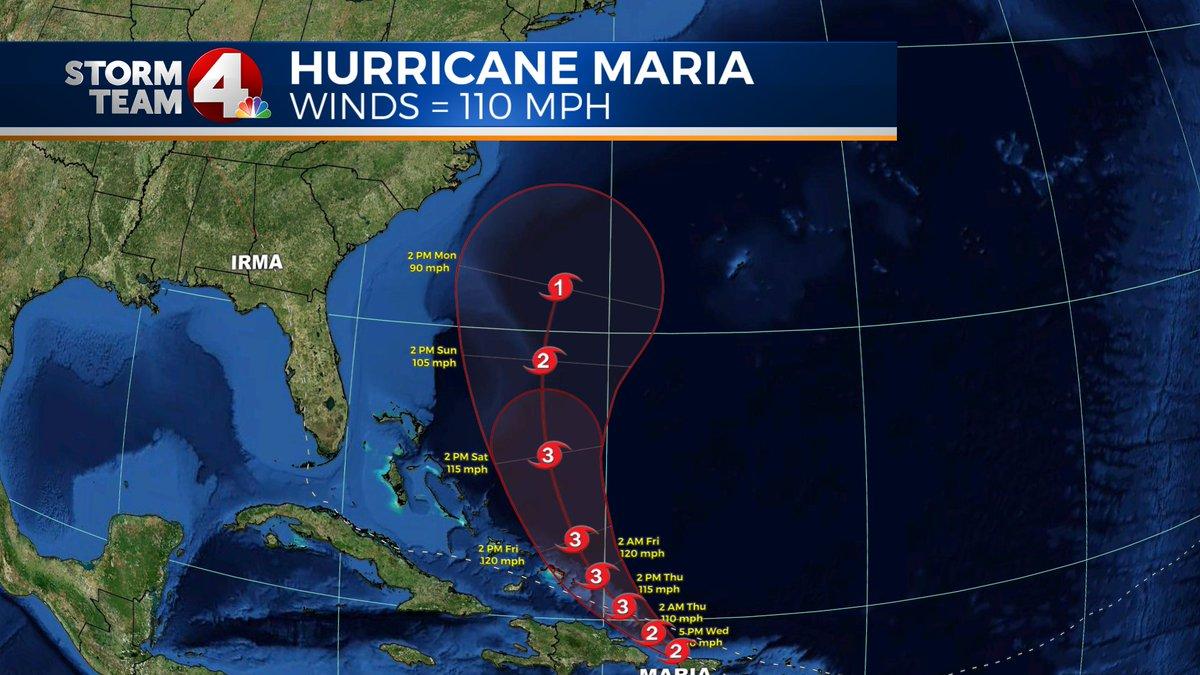 STORM
TEAM
4
HURRICANE MARIA
WINDS = 110 MPH
IRMA
2 PM Mon
90 mph
1
2 PM Sun
105 mph
2
2 PM Sat
115 mph
3
3
2 AM Fri
120 mph
2 PM Fri
120 mph
3
2 PM Thu
115 mph
3
2 AM Thu
110 mph
2
5 PM Wed
mph
2
MARIA